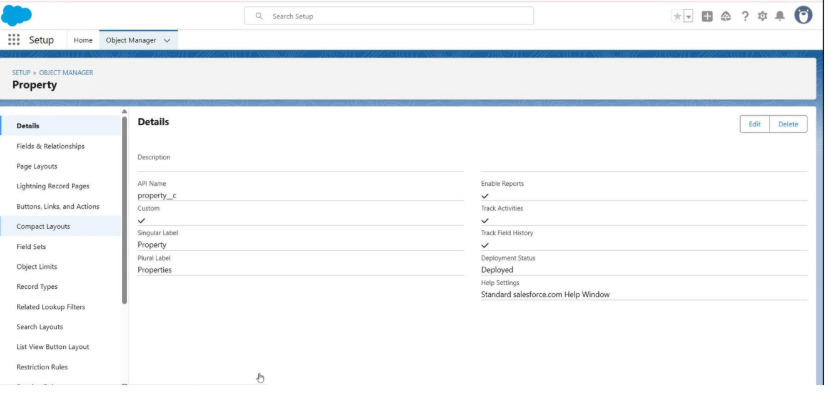 Search Setup
Setup Home Object Manager
SETUP > OBJECT MANAGER
Property
Details
Fields & Relationships
Page Layouts
Lightning Record Pages
Buttons, Links, and Actions
Compact Layouts
Field Sets
Object Limits
Record Types
Related Lookup Filters
Search Layouts
List View Button Layout
Restriction Rules
Details
Edit Delete
Description
API Name
property__c
Custom
Singular Label
Property
Plural Label
Properties
Enable Reports
Track Activities
Track Field History
Deployment Status
Deployed
Help Settings
Standard salesforce.com Help Window